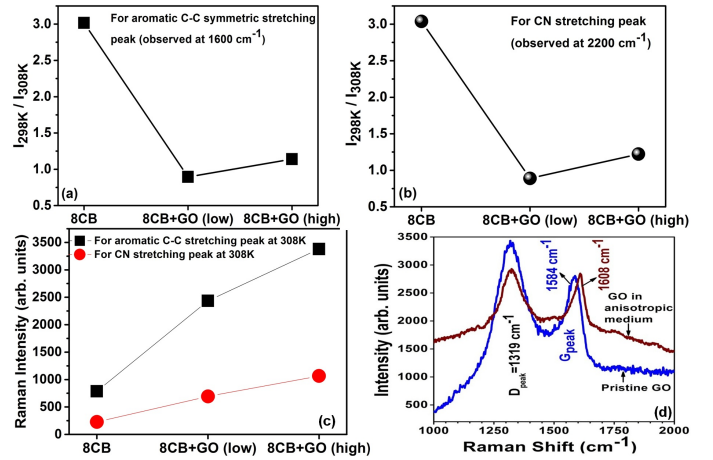 For aromatic C-C symmetric stretching
peak (observed at 1600 cm-1)
I298K / I308K
3.0
2.5
2.0
1.5
1.0
0.5
(a)
8CB 8CB+GO (low) 8CB+GO (high)
For CN stretching peak
(observed at 2200 cm-1)
I298K / I308K
3.0
2.5
2.0
1.5
1.0
0.5
(b)
8CB 8CB+GO (low) 8CB+GO (high)
For aromatic C-C stretching peak at 308K
For CN stretching peak at 308K
Raman Intensity (arb. units)
3500
3000
2500
2000
1500
1000
500
0
(c)
8CB 8CB+GO (low) 8CB+GO (high)
Intensity (arb. units)
3500
3000
2500
2000
1500
1000
500
Dpeak=1319 cm-1
1584 cm-1
1608 cm-1
Gpeak
GO in
anisotropic
medium
Pristine GO
(d)
1000 1200 1400 1600 1800 2000
Raman Shift (cm-1)